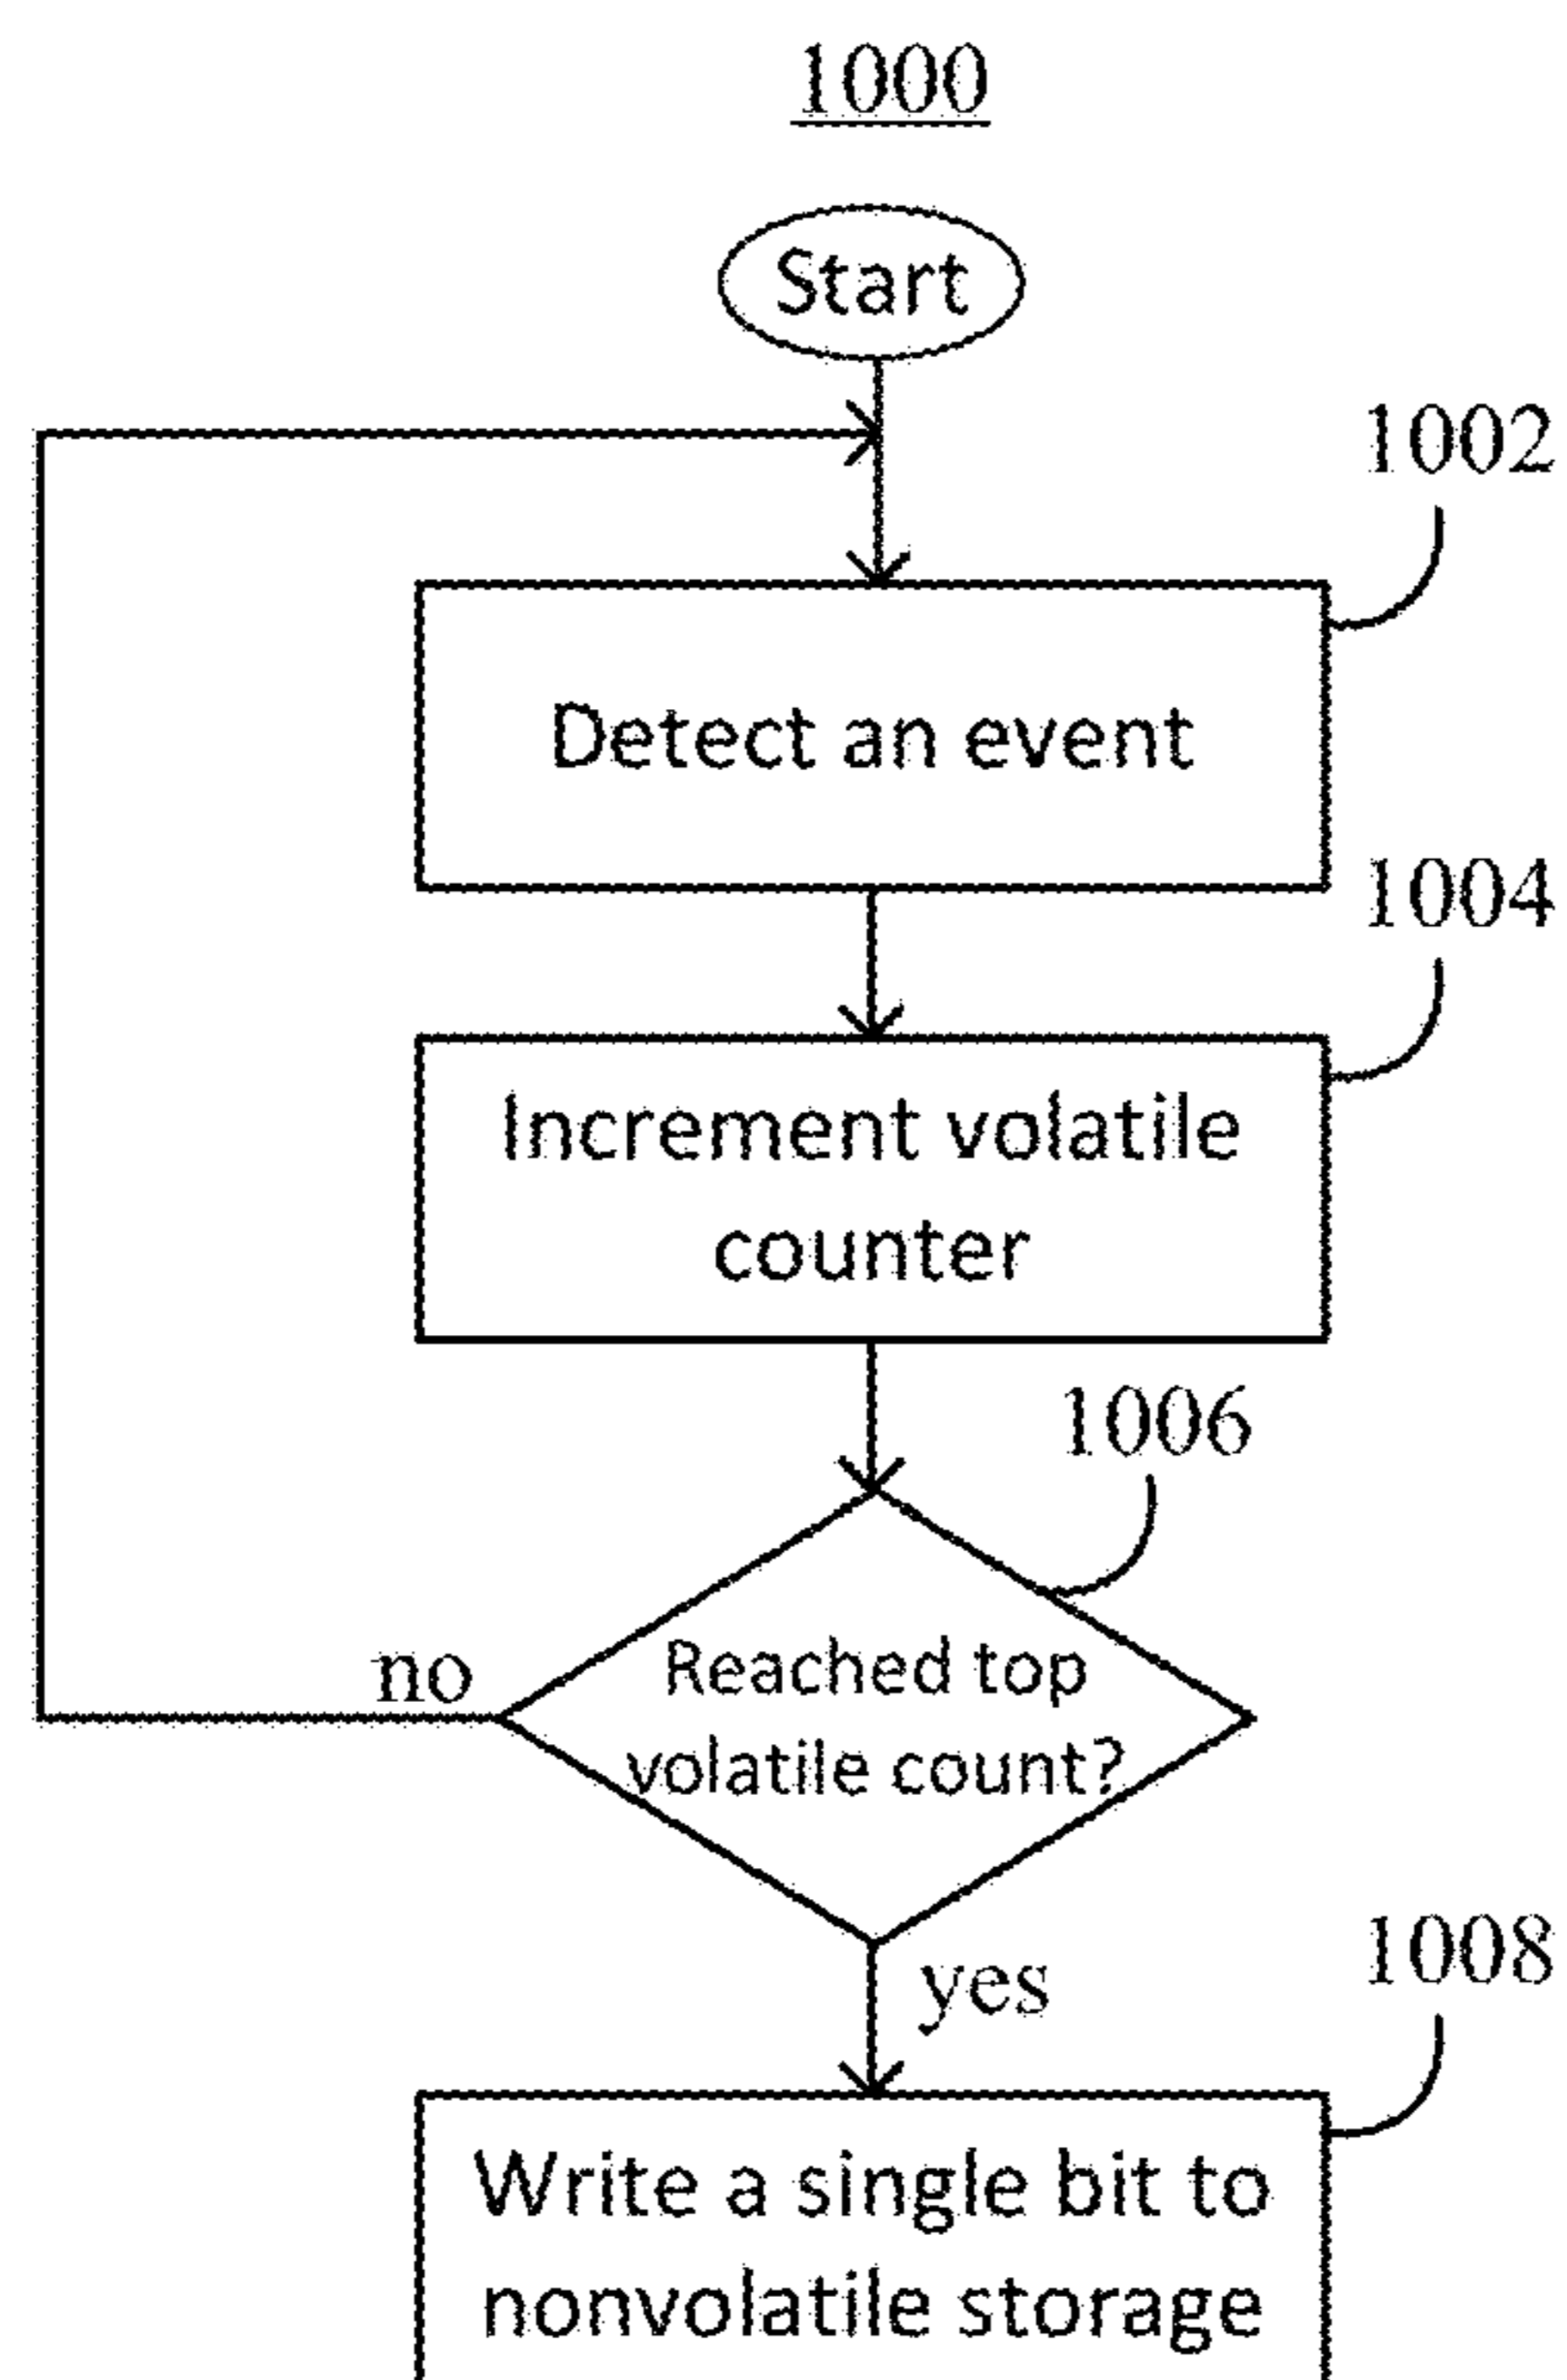 1000
Start
1002
Detect an event
1004
Increment volatile
counter
1006
Reached top
volatile count?
no
yes
1008
Write a single bit to
nonvolatile storage